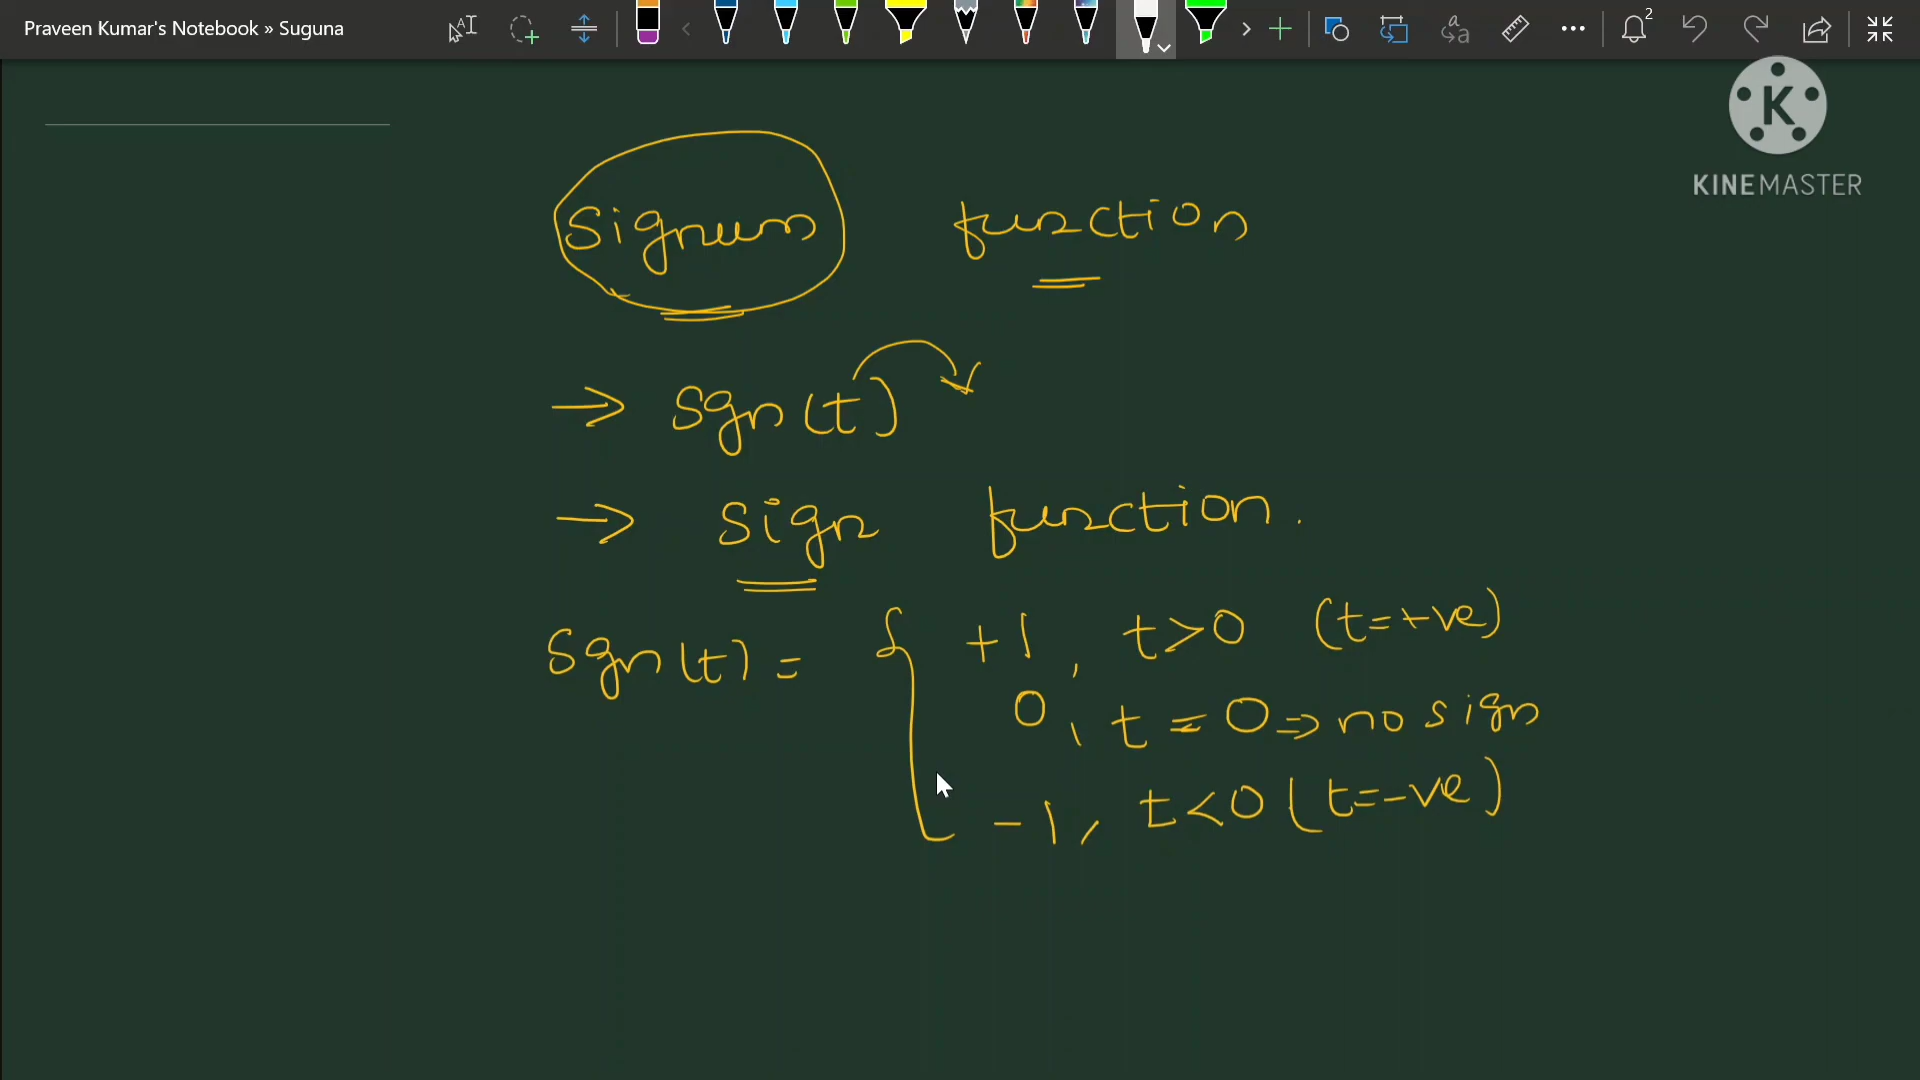 Praveen Kumar's Notebook » Suguna
2
K
KINEMASTER
Signum function
→ Sgn(t)
→ Sign function.
Sgn(t) = { +1, t>0 (t=+ve)
0, t=0 ⇒ no sign
-1, t<0 (t=-ve)